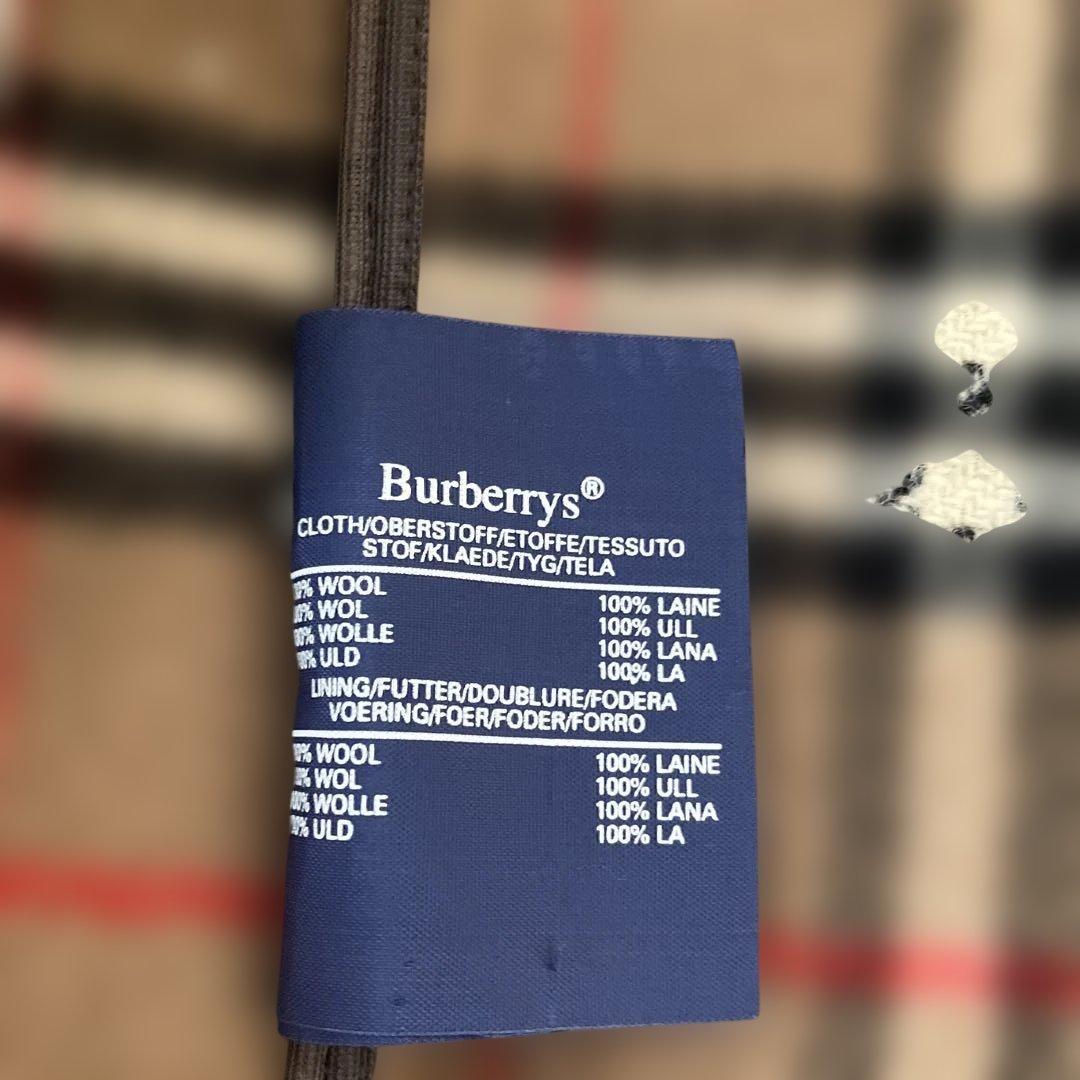 Burberrys®
CLOTH/OBERSTOFF/ETOFFE/TESSUTO
STOF/KLAEDE/TYG/TELA
WOOL 100% LAINE
WOL 100% ULL
WOLLE 100% LANA
ULD 100% LA
LINING/FUTTER/DOUBLURE/FODERA
VOERING/FOER/FODER/FORRO
WOOL 100% LAINE
WOL 100% ULL
WOLLE 100% LANA
ULD 100% LA